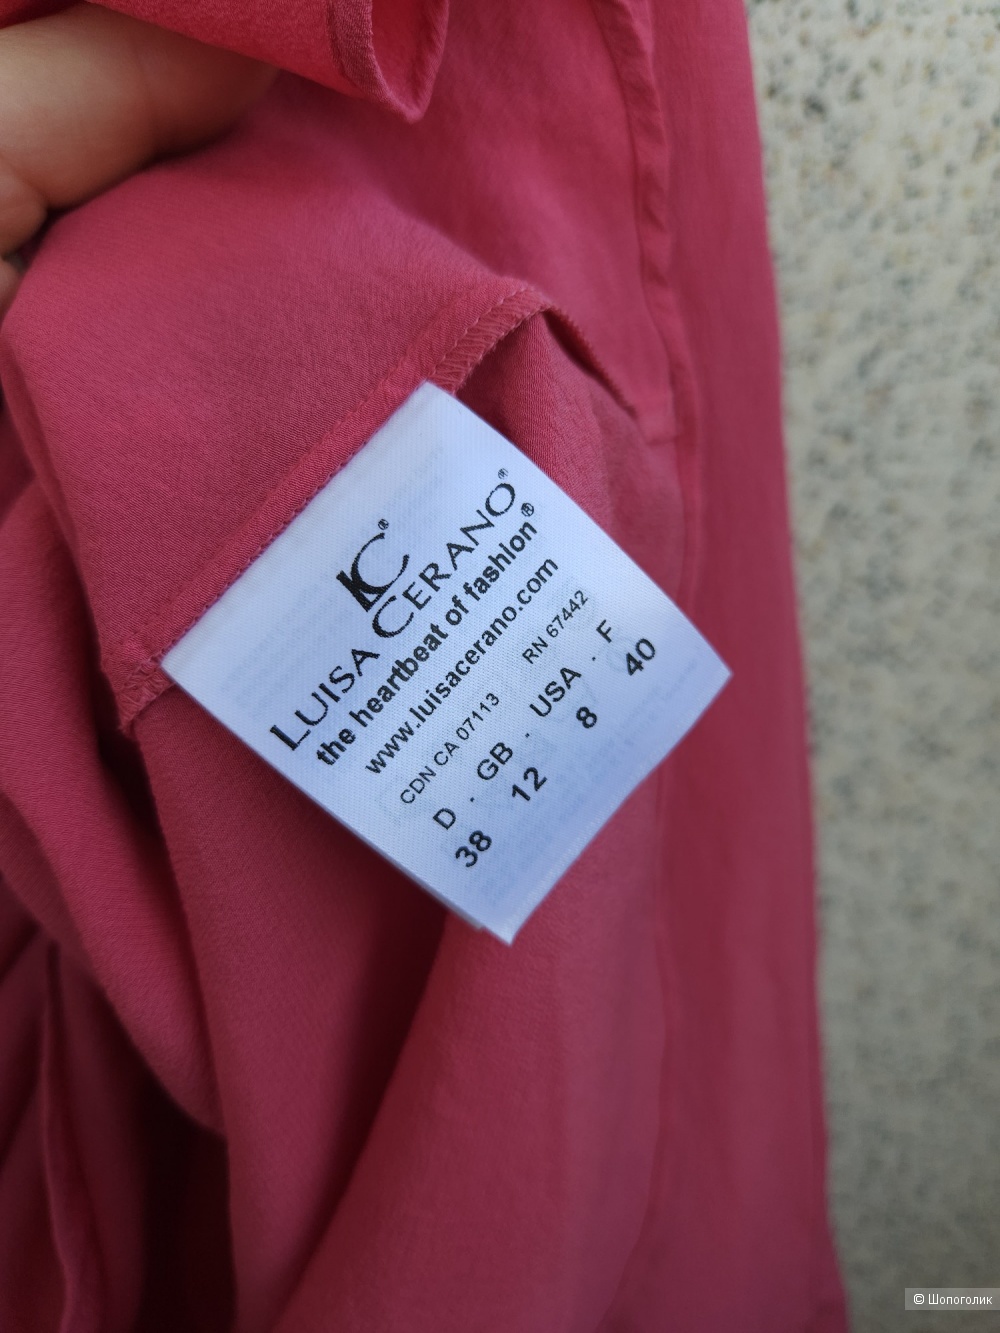 LC®
LUISA CERANO®
the heartbeat of fashion®
www.luisacerano.com
CDN CA 07113 RN 67442
D . GB . USA . F
38 12 8 40
© Шопоголик